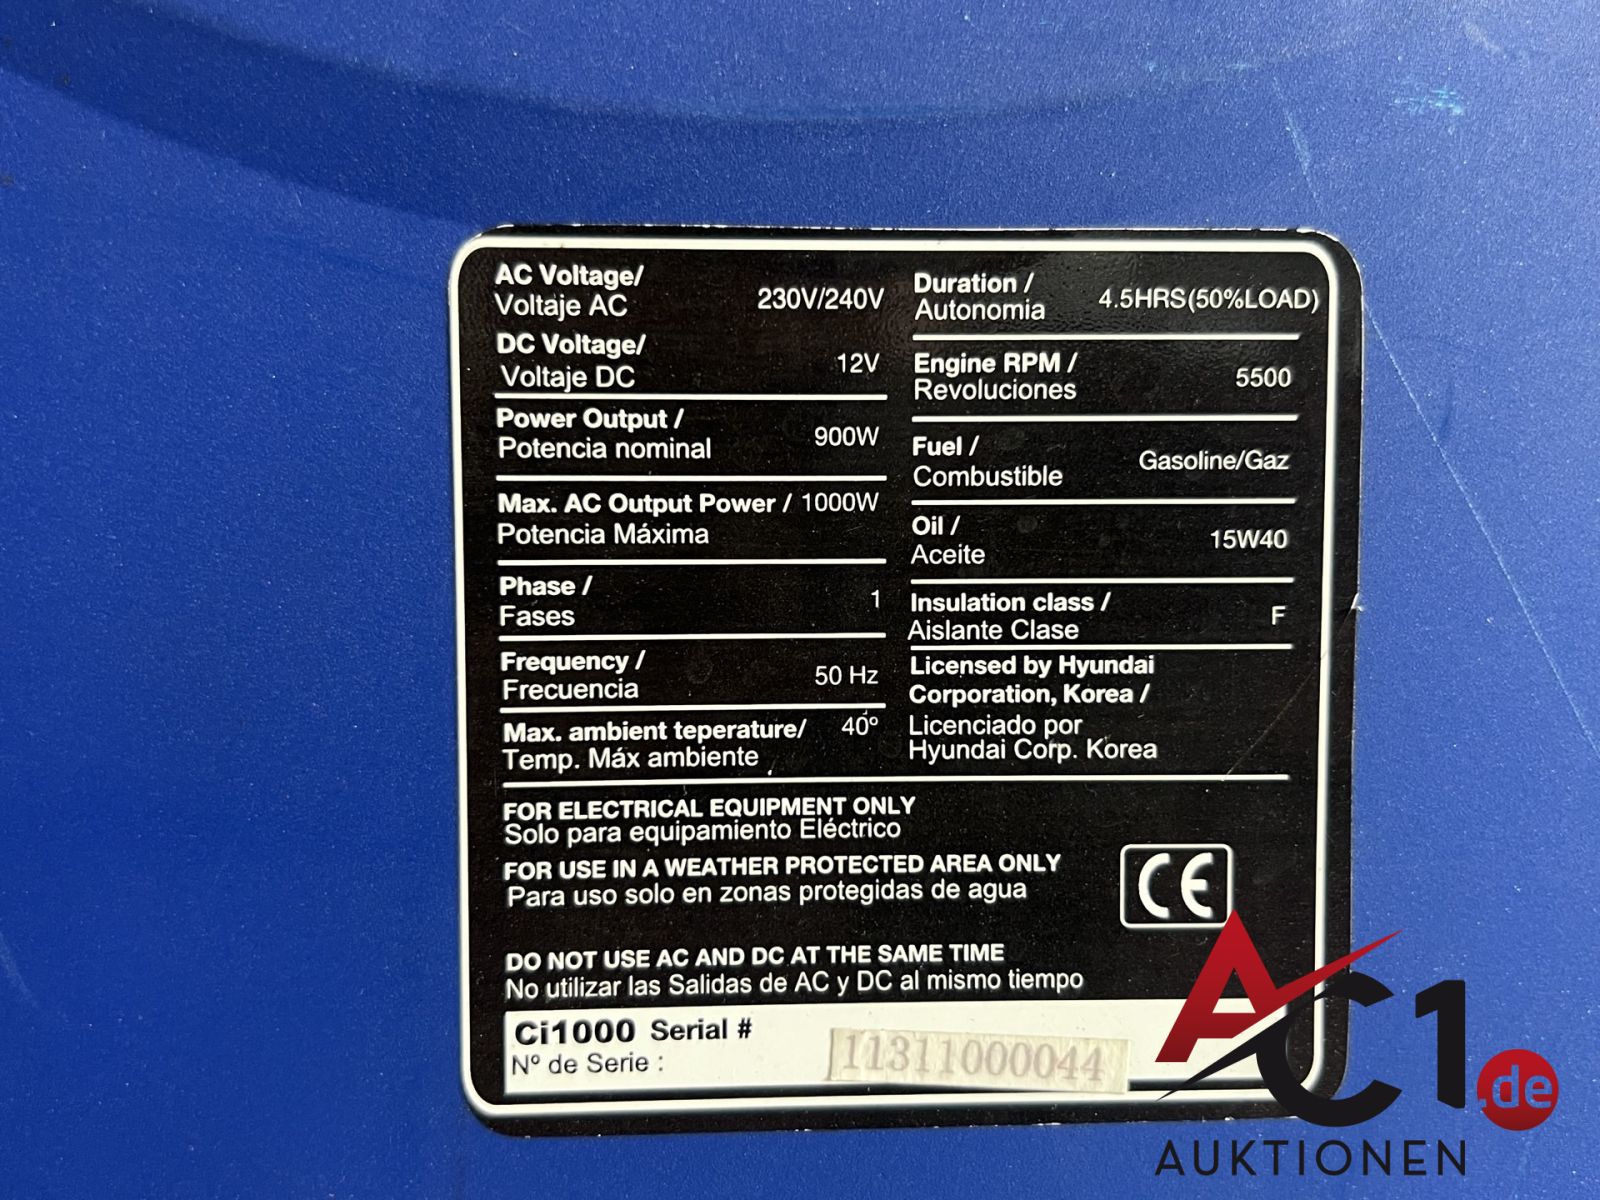 AC Voltage/
Voltaje AC 230V/240V
DC Voltage/
Voltaje DC 12V
Power Output /
Potencia nominal 900W
Max. AC Output Power / 1000W
Potencia Máxima
Phase /
Fases 1
Frequency /
Frecuencia 50 Hz
Max. ambient teperature/ 40º
Temp. Máx ambiente
Duration /
Autonomia 4.5HRS(50%LOAD)
Engine RPM /
Revoluciones 5500
Fuel /
Combustible Gasoline/Gaz
Oil /
Aceite 15W40
Insulation class /
Aislante Clase F
Licensed by Hyundai
Corporation, Korea /
Licenciado por
Hyundai Corp. Korea
FOR ELECTRICAL EQUIPMENT ONLY
Solo para equipamiento Eléctrico
FOR USE IN A WEATHER PROTECTED AREA ONLY
Para uso solo en zonas protegidas de agua
CE
DO NOT USE AC AND DC AT THE SAME TIME
No utilizar las Salidas de AC y DC al mismo tiempo
Ci1000 Serial #
Nº de Serie : 11311000044
AC1.de
AUKTIONEN